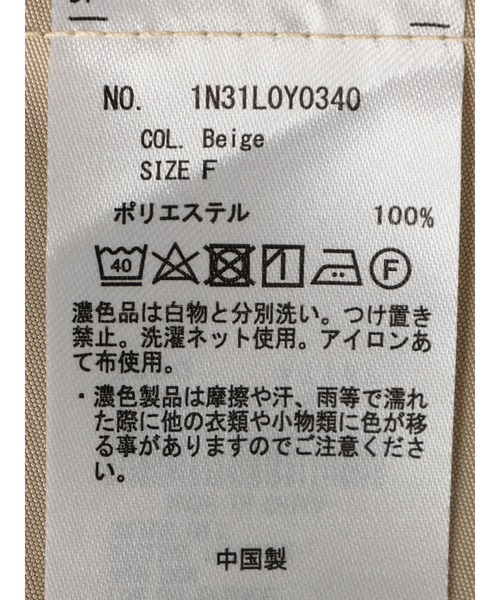 NO. 1N31L0Y0340
COL. Beige
SIZE F
ポリエステル 100%
40 F
濃色品は白物と分別洗い。つけ置き
禁止。洗濯ネット使用。アイロンあ
て布使用。
・濃色製品は摩擦や汗、雨等で濡れ
た際に他の衣類や小物類に色が移
る事がありますのでご注意くださ
い。
中国製